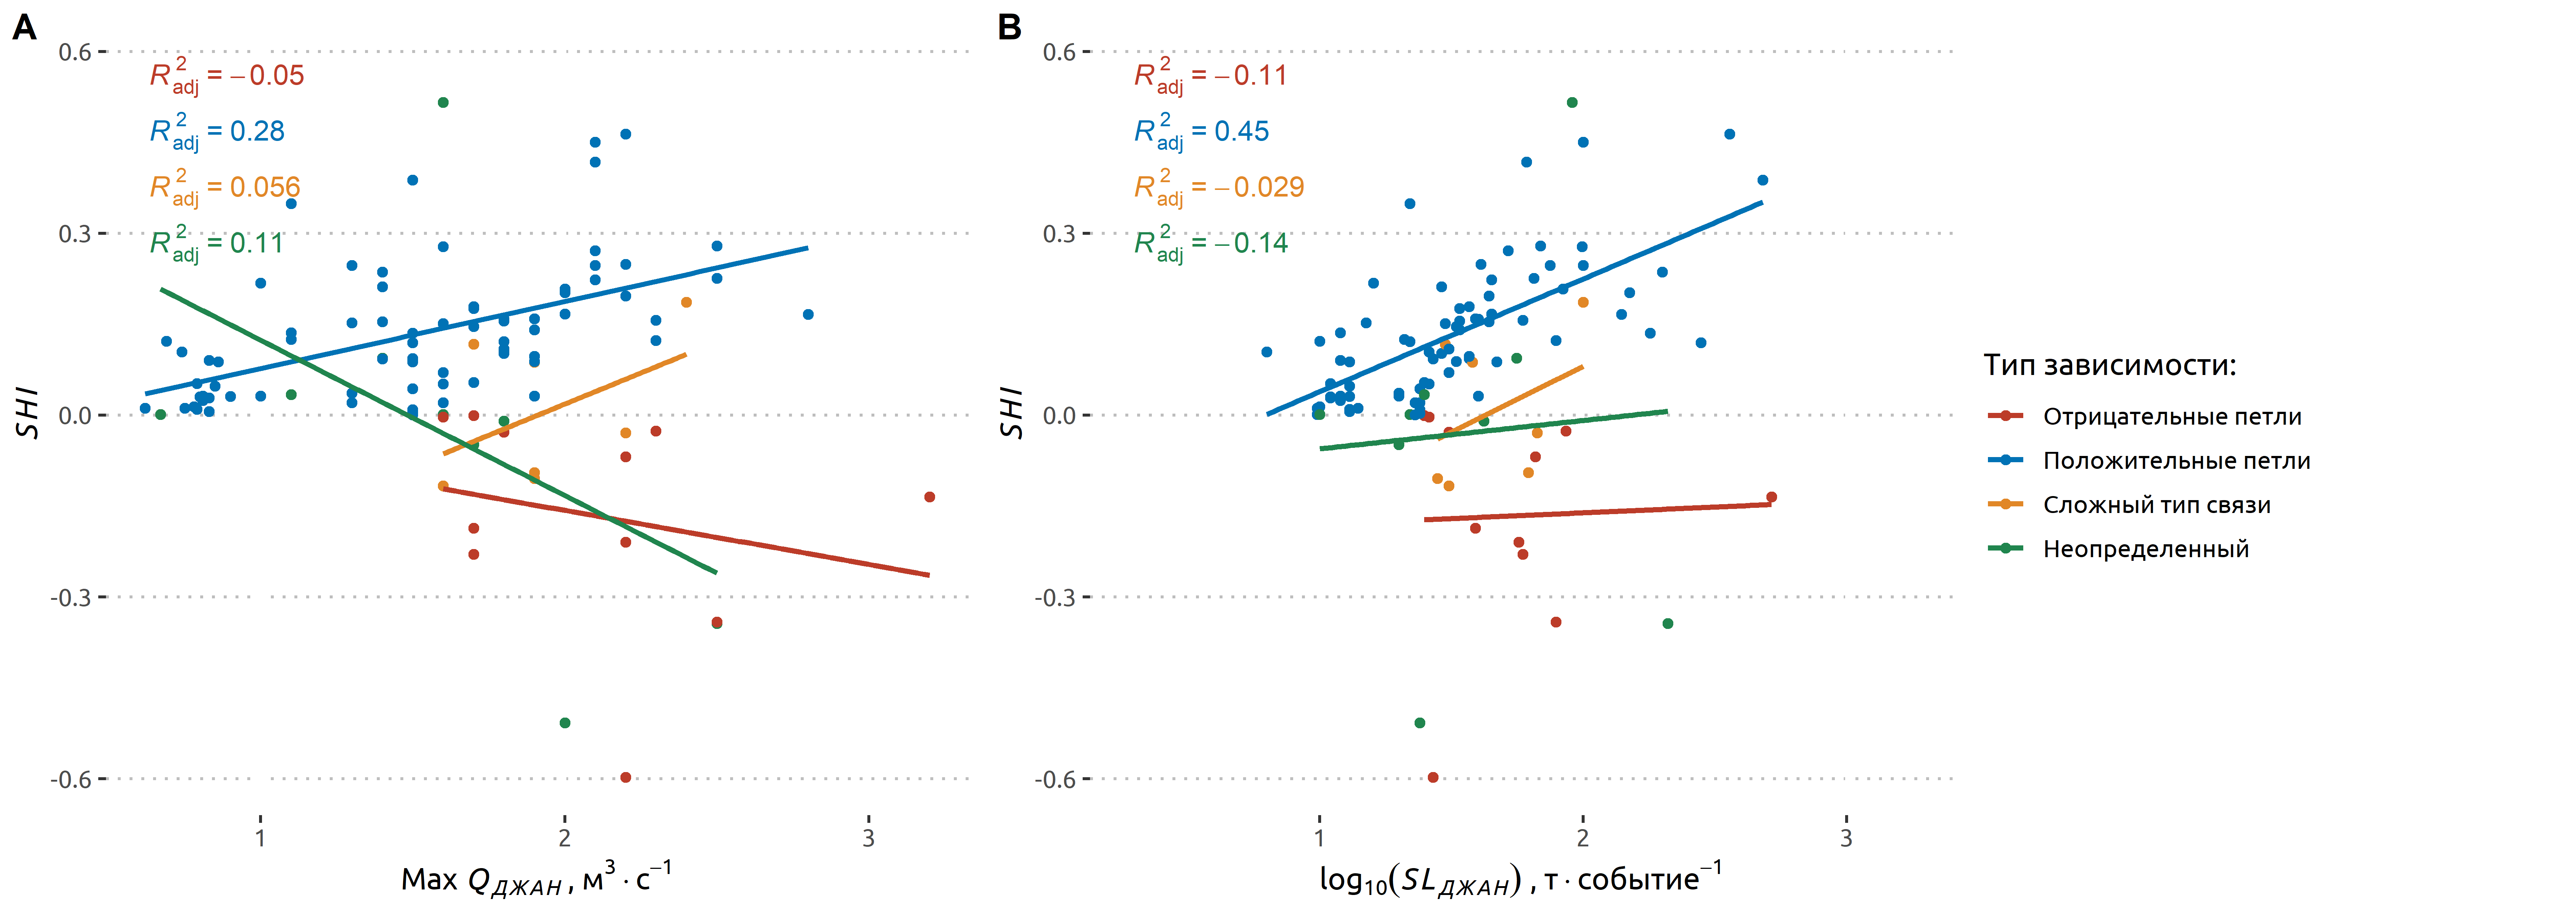 A
0.6
0.3
0.0
-0.3
-0.6
SHI
R²adj = −0.05
R²adj = 0.28
R²adj = 0.056
R²adj = 0.11
1 2 3
Max QДЖАН , м³ · с⁻¹
B
0.6
0.3
0.0
-0.3
-0.6
SHI
R²adj = −0.11
R²adj = 0.45
R²adj = −0.029
R²adj = −0.14
1 2 3
log₁₀(SLДЖАН) , т · событие⁻¹
Тип зависимости:
Отрицательные петли
Положительные петли
Сложный тип связи
Неопределенный